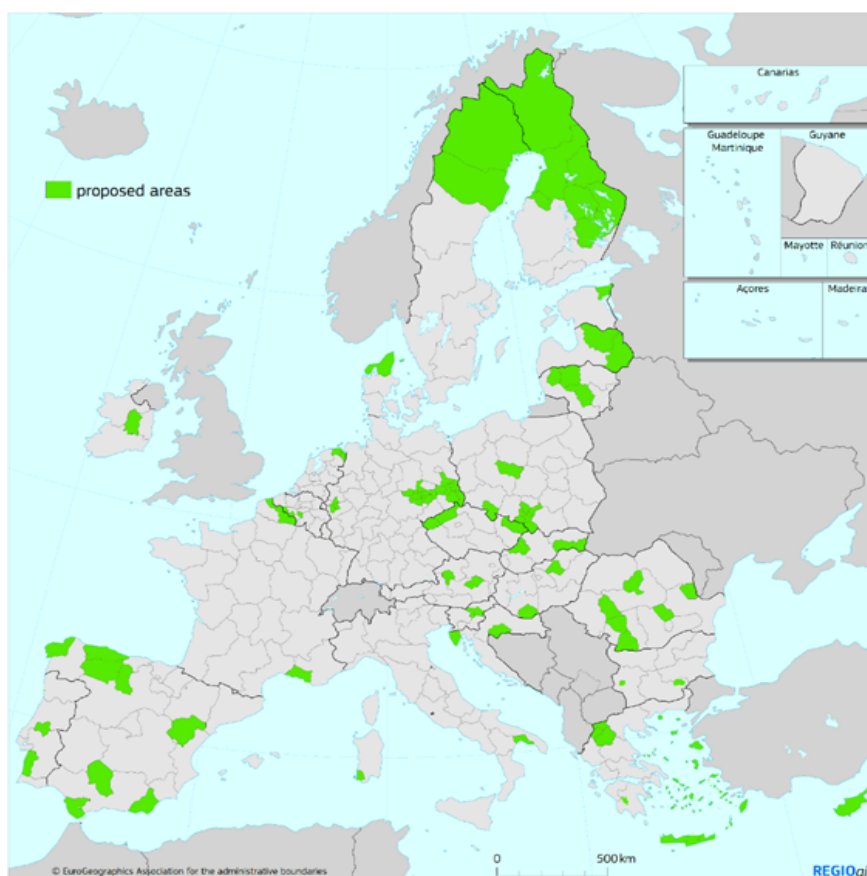 Canarias
Guadeloupe
Martinique
Guyane
proposed areas
Mayotte
Réunion
Açores
Madeira
0
500 km
© EuroGeographics Association for the administrative boundaries